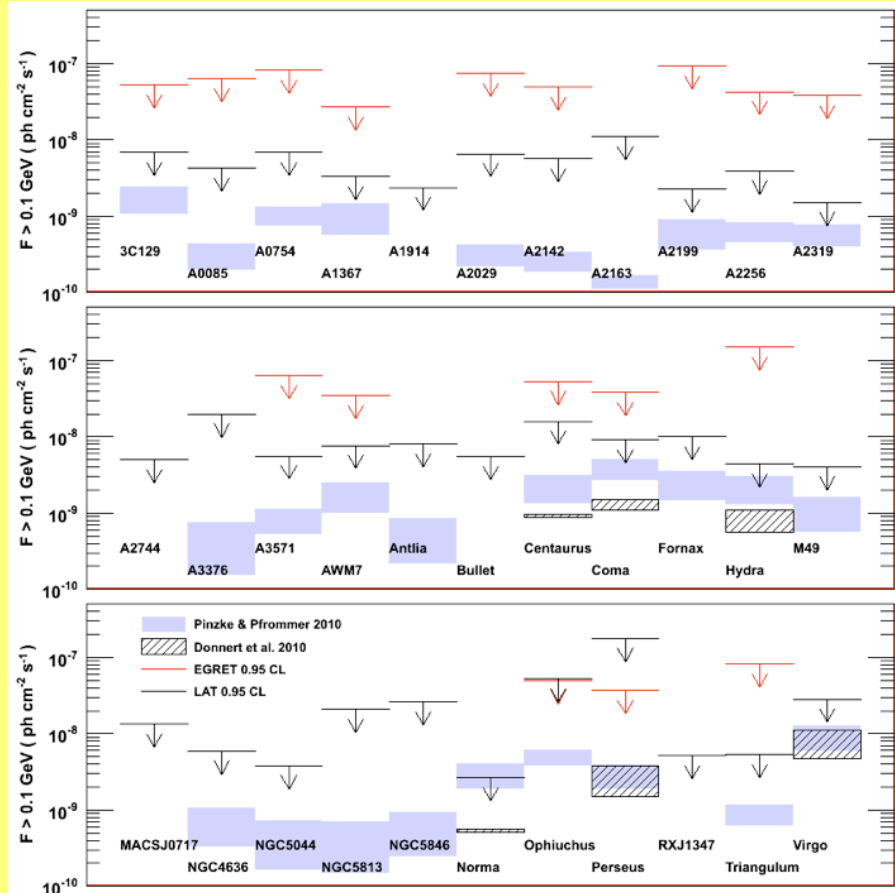 F > 0.1 GeV ( ph cm⁻² s⁻¹)
10⁻⁷
10⁻⁸
10⁻⁹
10⁻¹⁰
3C129 A0754 A1914 A2142 A2199 A2319
A0085 A1367 A2029 A2163 A2256
F > 0.1 GeV ( ph cm⁻² s⁻¹)
10⁻⁷
10⁻⁸
10⁻⁹
10⁻¹⁰
A2744 A3571 Antlia Centaurus Fornax M49
A3376 AWM7 Bullet Coma Hydra
F > 0.1 GeV ( ph cm⁻² s⁻¹)
10⁻⁷
10⁻⁸
10⁻⁹
10⁻¹⁰
Pinzke & Pfrommer 2010
Donnert et al. 2010
EGRET 0.95 CL
LAT 0.95 CL
MACSJ0717 NGC5044 NGC5846 Ophiuchus RXJ1347 Virgo
NGC4636 NGC5813 Norma Perseus Triangulum